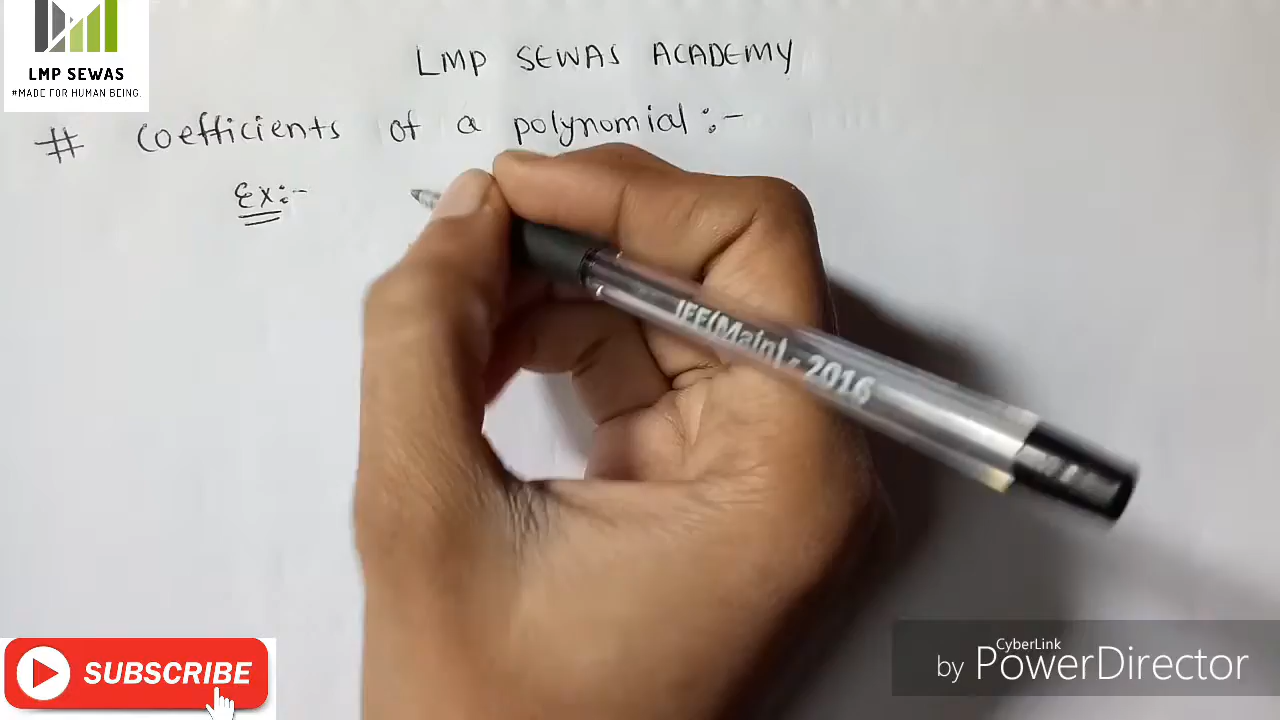 LMP SEWAS
#MADE FOR HUMAN BEING.
LMP SEWAS ACADEMY
# Coefficients of a polynomial :-
Ex:-
JEE(Main) - 2016
SUBSCRIBE
CyberLink
by PowerDirector